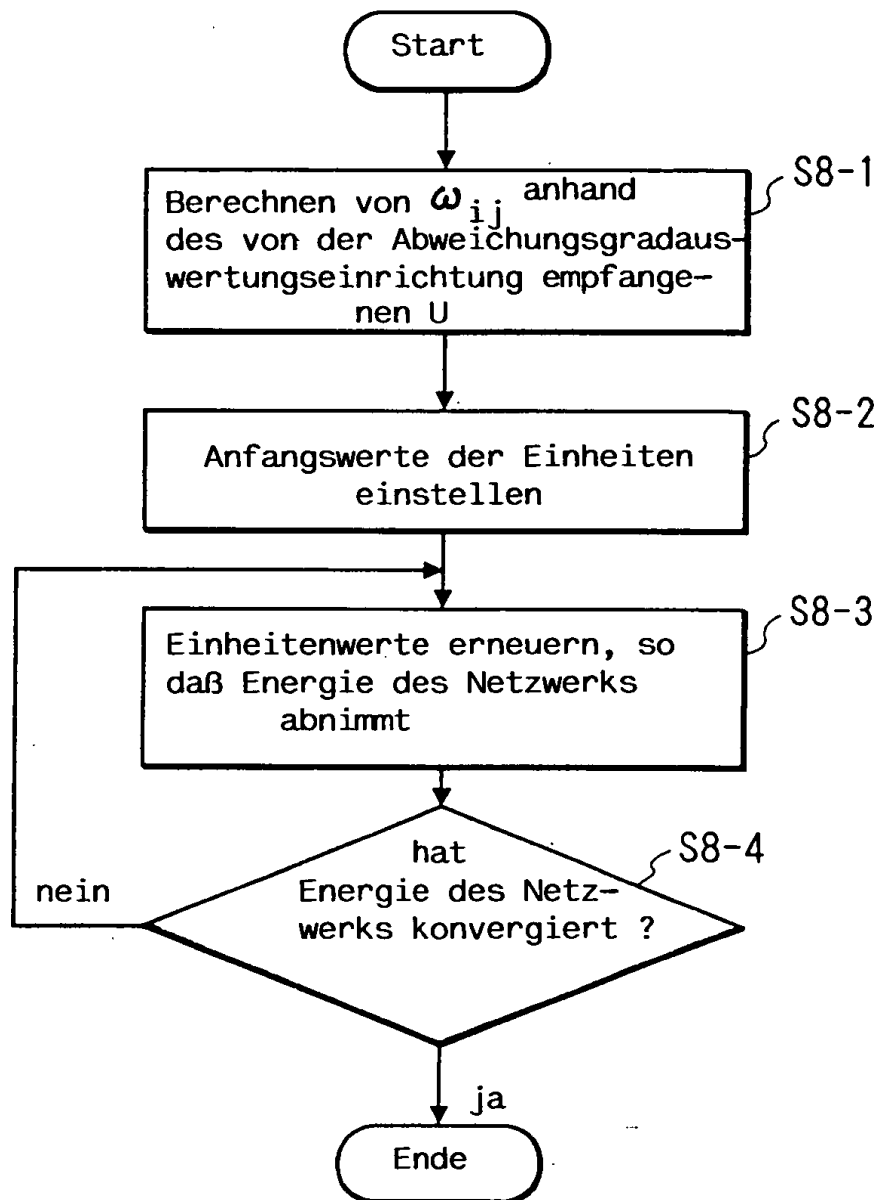 Start
S8-1
Berechnen von ω_ij anhand
des von der Abweichungsgradaus-
wertungseinrichtung empfange-
nen U
S8-2
Anfangswerte der Einheiten
einstellen
S8-3
Einheitenwerte erneuern, so
daß Energie des Netzwerks
abnimmt
S8-4
hat
Energie des Netz-
werks konvergiert ?
nein
ja
Ende